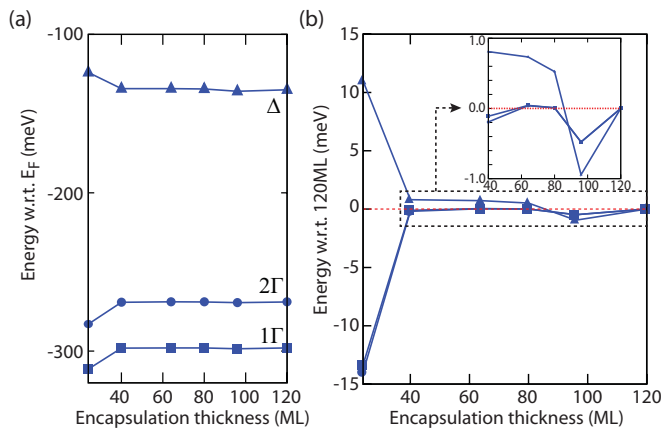 (a)
-100
-200
-300
Energy w.r.t. E_F (meV)
Δ
2Γ
1Γ
40 60 80 100 120
Encapsulation thickness (ML)
(b)
15
10
5
0
-5
-10
-15
Energy w.r.t. 120ML (meV)
1.0
0.0
-1.0
40 60 80 100 120
40 60 80 100 120
Encapsulation thickness (ML)